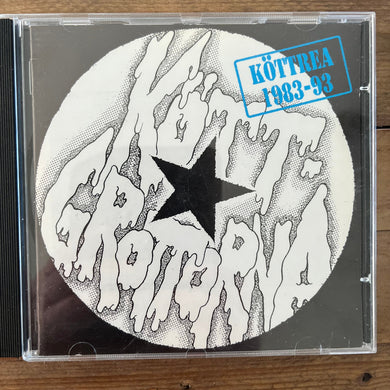 KÖTTREA
1983-93
KÖTT-
GROTTORNA